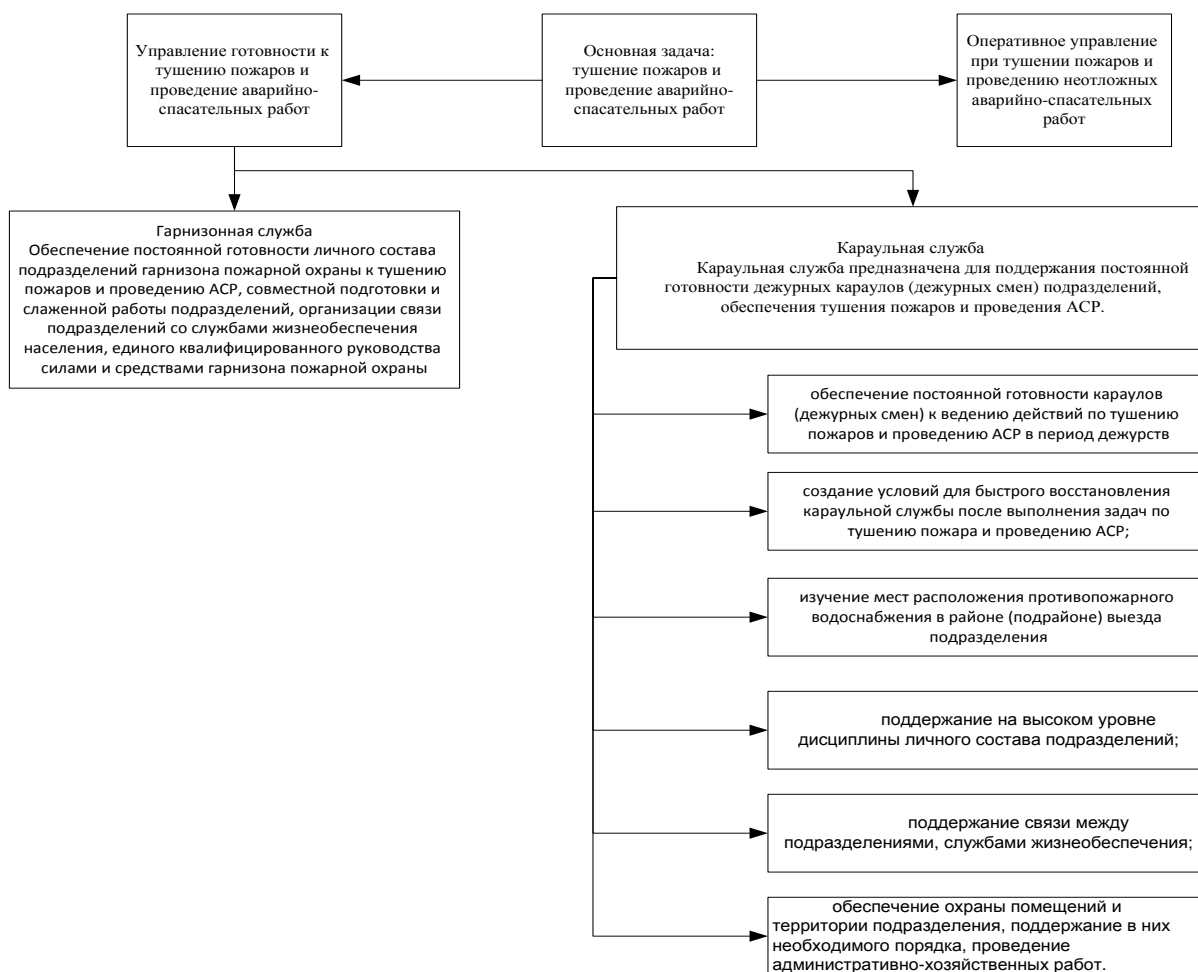 Управление готовности к
тушению пожаров и
проведение аварийно-
спасательных работ
Основная задача:
тушение пожаров и
проведение аварийно-
спасательных работ
Оперативное управление
при тушении пожаров и
проведению неотложных
аварийно-спасательных
работ
Гарнизонная служба
Обеспечение постоянной готовности личного состава
подразделений гарнизона пожарной охраны к тушению
пожаров и проведению АСР, совместной подготовки и
слаженной работы подразделений, организации связи
подразделений со службами жизнеобеспечения
населения, единого квалифицированного руководства
силами и средствами гарнизона пожарной охраны
Караульная служба
Караульная служба предназначена для поддержания постоянной
готовности дежурных караулов (дежурных смен) подразделений,
обеспечения тушения пожаров и проведения АСР.
обеспечение постоянной готовности караулов
(дежурных смен) к ведению действий по тушению
пожаров и проведению АСР в период дежурств
создание условий для быстрого восстановления
караульной службы после выполнения задач по
тушению пожара и проведению АСР;
изучение мест расположения противопожарного
водоснабжения в районе (подрайоне) выезда
подразделения
поддержание на высоком уровне
дисциплины личного состава подразделений;
поддержание связи между
подразделениями, службами жизнеобеспечения;
обеспечение охраны помещений и
территории подразделения, поддержание в них
необходимого порядка, проведение
административно-хозяйственных работ.